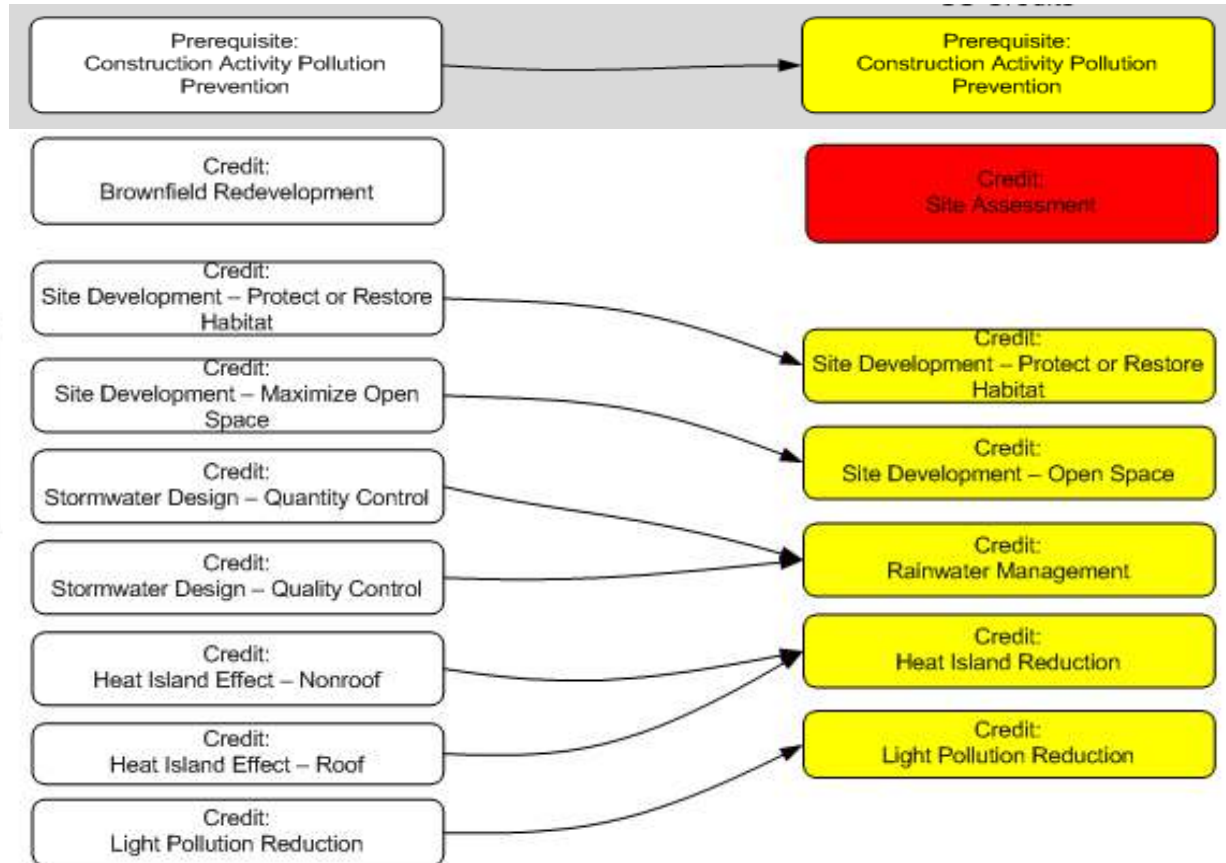 Prerequisite:
Construction Activity Pollution
Prevention
Credit:
Brownfield Redevelopment
Credit:
Site Development – Protect or Restore
Habitat
Credit:
Site Development – Maximize Open
Space
Credit:
Stormwater Design – Quantity Control
Credit:
Stormwater Design – Quality Control
Credit:
Heat Island Effect – Nonroof
Credit:
Heat Island Effect – Roof
Credit:
Light Pollution Reduction
Prerequisite:
Construction Activity Pollution
Prevention
Credit:
Site Assessment
Credit:
Site Development – Protect or Restore
Habitat
Credit:
Site Development – Open Space
Credit:
Rainwater Management
Credit:
Heat Island Reduction
Credit:
Light Pollution Reduction